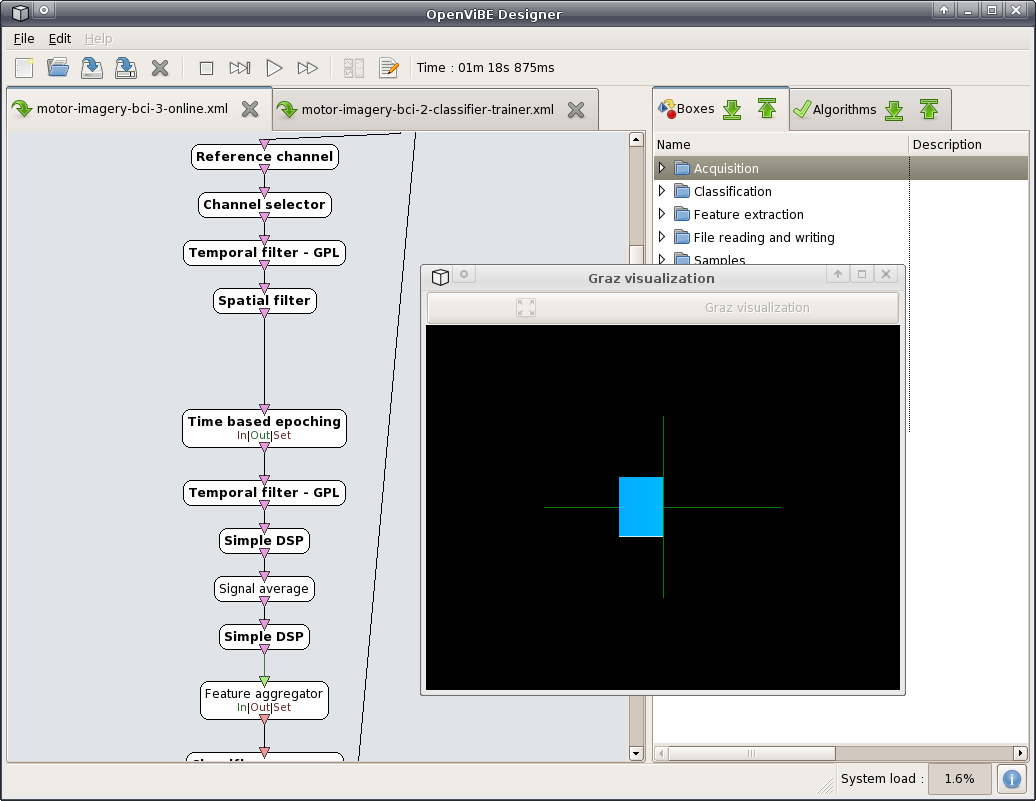 OpenViBE Designer
File Edit Help
Time : 01m 18s 875ms
motor-imagery-bci-3-online.xml
motor-imagery-bci-2-classifier-trainer.xml
Boxes
Algorithms
Name
Description
Acquisition
Classification
Feature extraction
File reading and writing
Samples
Reference channel
Channel selector
Temporal filter - GPL
Spatial filter
Time based epoching
In|Out|Set
Temporal filter - GPL
Simple DSP
Signal average
Simple DSP
Feature aggregator
In|Out|Set
Graz visualization
Graz visualization
System load : 1.6%